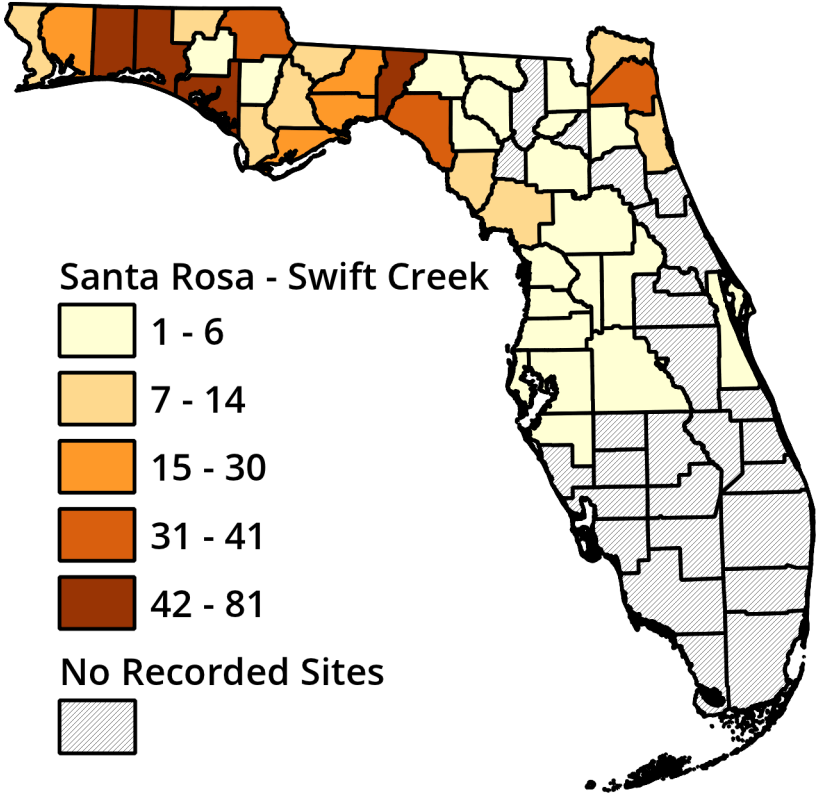 Santa Rosa - Swift Creek
1 - 6
7 - 14
15 - 30
31 - 41
42 - 81
No Recorded Sites